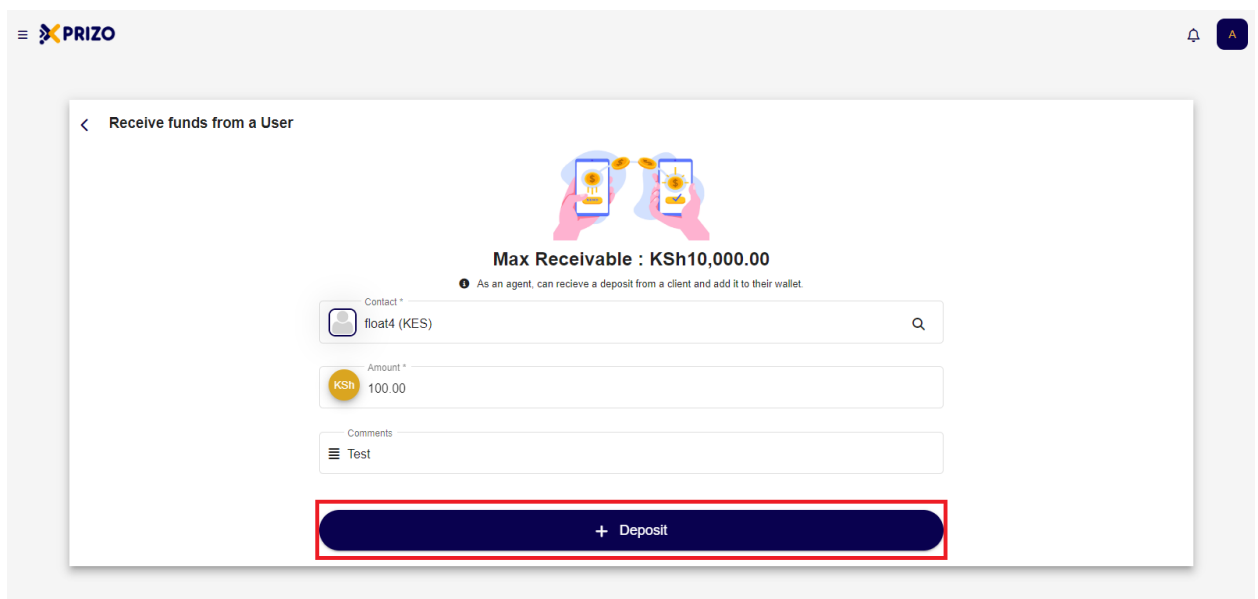 PRIZO
A
Receive funds from a User
Max Receivable : KSh10,000.00
As an agent, can recieve a deposit from a client and add it to their wallet.
Contact *
float4 (KES)
Amount *
KSh 100.00
Comments
Test
+ Deposit